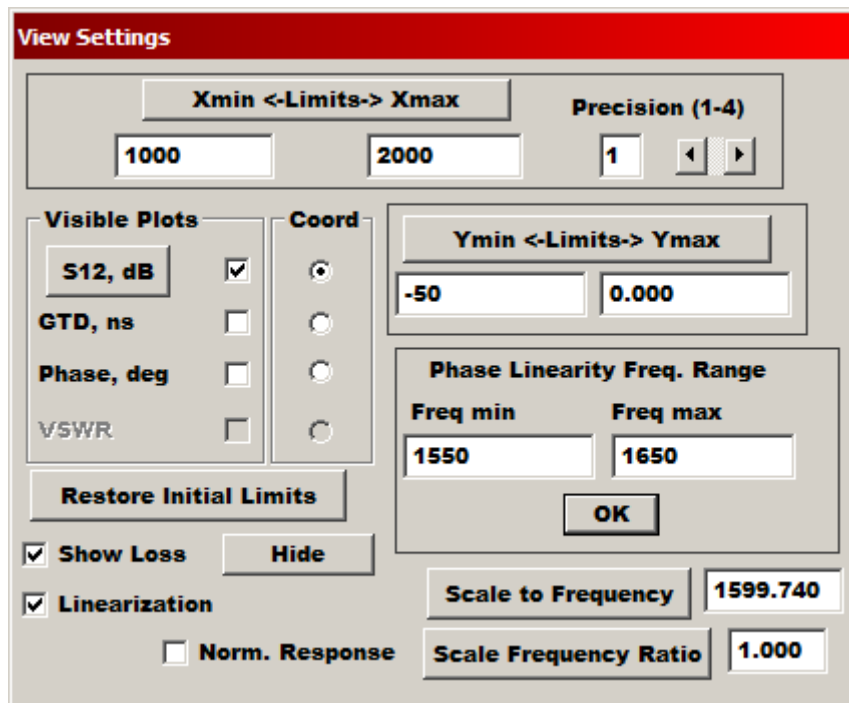 View Settings
Xmin <-Limits-> Xmax
Precision (1-4)
1000
2000
1
Visible Plots
Coord
S12, dB
GTD, ns
Phase, deg
VSWR
Ymin <-Limits-> Ymax
-50
0.000
Phase Linearity Freq. Range
Freq min
Freq max
1550
1650
OK
Restore Initial Limits
Show Loss
Hide
Linearization
Norm. Response
Scale to Frequency
1599.740
Scale Frequency Ratio
1.000